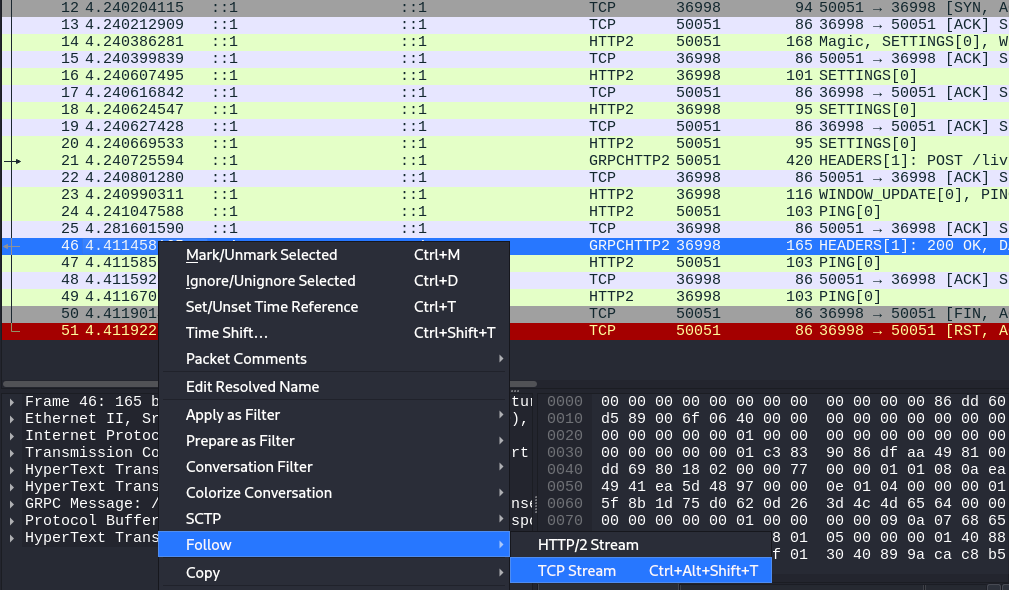 12 4.240204115 ::1 ::1 TCP 36998 94 50051 → 36998 [SYN, A
13 4.240212909 ::1 ::1 TCP 50051 86 36998 → 50051 [ACK] S
14 4.240386281 ::1 ::1 HTTP2 50051 168 Magic, SETTINGS[0], W
15 4.240399839 ::1 ::1 TCP 36998 86 50051 → 36998 [ACK] S
16 4.240607495 ::1 ::1 HTTP2 36998 101 SETTINGS[0]
17 4.240616842 ::1 ::1 TCP 50051 86 36998 → 50051 [ACK] S
18 4.240624547 ::1 ::1 HTTP2 36998 95 SETTINGS[0]
19 4.240627428 ::1 ::1 TCP 50051 86 36998 → 50051 [ACK] S
20 4.240669533 ::1 ::1 HTTP2 50051 95 SETTINGS[0]
21 4.240725594 ::1 ::1 GRPCHTTP2 50051 420 HEADERS[1]: POST /liv
22 4.240801280 ::1 ::1 TCP 36998 86 50051 → 36998 [ACK] S
23 4.240990311 ::1 ::1 HTTP2 36998 116 WINDOW_UPDATE[0], PIN
24 4.241047588 ::1 ::1 HTTP2 50051 103 PING[0]
25 4.281601590 ::1 ::1 TCP 36998 86 50051 → 36998 [ACK] S
46 4.411458 GRPCHTTP2 36998 165 HEADERS[1]: 200 OK, D
47 4.411585 HTTP2 50051 103 PING[0]
48 4.411592 TCP 36998 86 50051 → 36998 [ACK] S
49 4.411670 HTTP2 36998 103 PING[0]
50 4.411901 TCP 50051 86 36998 → 50051 [FIN, A
51 4.411922 TCP 50051 86 36998 → 50051 [RST, A
Mark/Unmark Selected Ctrl+M
Ignore/Unignore Selected Ctrl+D
Set/Unset Time Reference Ctrl+T
Time Shift... Ctrl+Shift+T
Packet Comments
Edit Resolved Name
Apply as Filter
Prepare as Filter
Conversation Filter
Colorize Conversation
SCTP
Follow
Copy
HTTP/2 Stream
TCP Stream Ctrl+Alt+Shift+T
Frame 46: 165 b
Ethernet II, Sr
Internet Protoc
Transmission Co
HyperText Trans
HyperText Trans
GRPC Message: /
Protocol Buffer
HyperText Trans
0000 00 00 00 00 00 00 00 00 00 00 00 00 86 dd 60
0010 d5 89 00 6f 06 40 00 00 00 00 00 00 00 00 00
0020 00 00 00 00 00 01 00 00 00 00 00 00 00 00 00
0030 00 00 00 00 00 01 c3 83 90 86 df aa 49 81 00
0040 dd 69 80 18 02 00 00 77 00 00 01 01 08 0a ea
0050 49 41 ea 5d 48 97 00 00 0e 01 04 00 00 00 01
0060 5f 8b 1d 75 d0 62 0d 26 3d 4c 4d 65 64 00 00
0070 00 00 00 00 01 00 00 00 00 09 0a 07 68 65
8 01 05 00 00 00 01 40 88
f 01 30 40 89 9a ca c8 b5